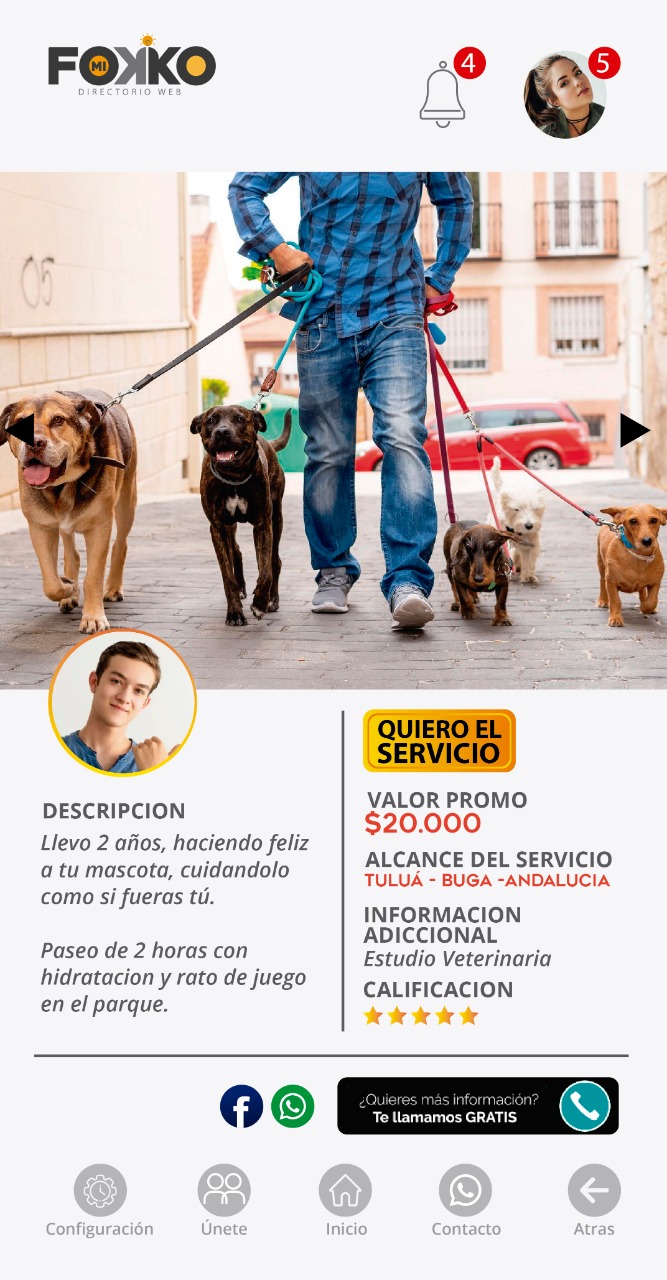 FOKKO
MI
DIRECTORIO WEB
4
5
05
QUIERO EL
SERVICIO
DESCRIPCION
Llevo 2 años, haciendo feliz
a tu mascota, cuidandolo
como si fueras tú.
Paseo de 2 horas con
hidratacion y rato de juego
en el parque.
VALOR PROMO
$20.000
ALCANCE DEL SERVICIO
TULUÁ - BUGA -ANDALUCIA
INFORMACION
ADICCIONAL
Estudio Veterinaria
CALIFICACION
¿Quieres más información?
Te llamamos GRATIS
Configuración
Únete
Inicio
Contacto
Atras